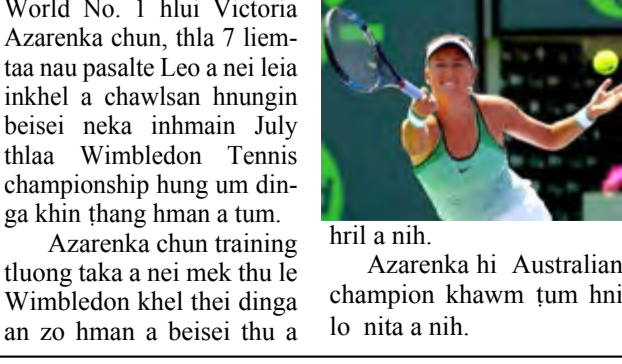 World No. 1 hlui Victoria
Azarenka chun, thla 7 liem-
taa nau pasalte Leo a nei leia
inkhel a chawlsan hnungin
beisei neka inhmain July
thlaa Wimbledon Tennis
championship hung um din-
ga khin ṭhang hman a tum.
Azarenka chun training
tluong taka a nei mek thu le
Wimbledon khel thei dinga
an zo hman a beisei thu a
hril a nih.
Azarenka hi Australian
champion khawm ṭum hni
lo nita a nih.